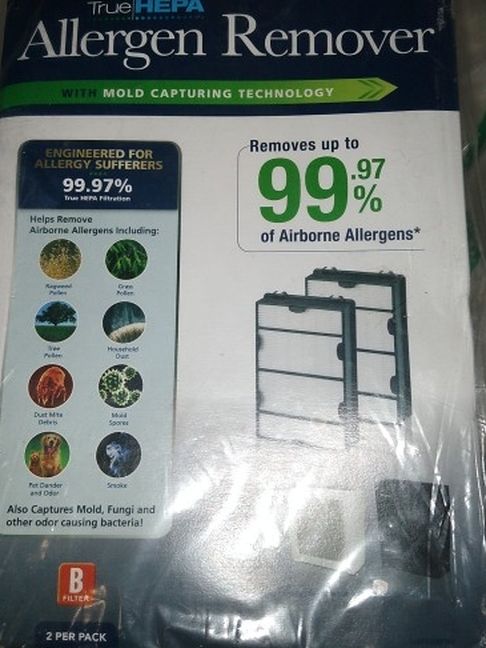 True HEPA
Allergen Remover
WITH MOLD CAPTURING TECHNOLOGY
ENGINEERED FOR
ALLERGY SUFFERERS
99.97%
True HEPA Filtration
Helps Remove
Airborne Allergens Including:
Ragweed
Pollen
Grass
Pollen
Tree
Pollen
Household
Dust
Dust Mite
Debris
Mold
Spores
Pet Dander
and Odor
Smoke
Also Captures Mold, Fungi and
other odor causing bacteria!
Removes up to
99.97%
of Airborne Allergens*
B
FILTER
2 PER PACK